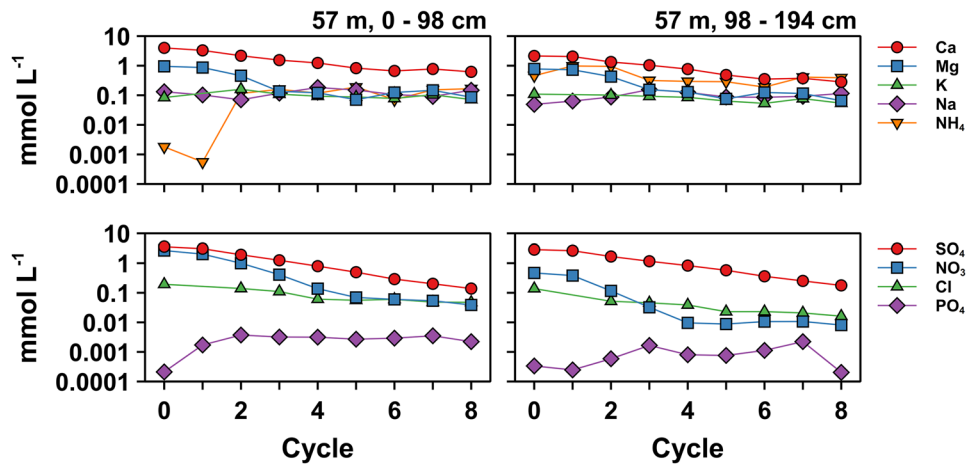 57 m, 0 - 98 cm
57 m, 98 - 194 cm
10
1
0.1
0.01
0.001
0.0001
mmol L⁻¹
Ca
Mg
K
Na
NH₄
10
1
0.1
0.01
0.001
0.0001
mmol L⁻¹
SO₄
NO₃
Cl
PO₄
0 2 4 6 8
0 2 4 6 8
Cycle
Cycle